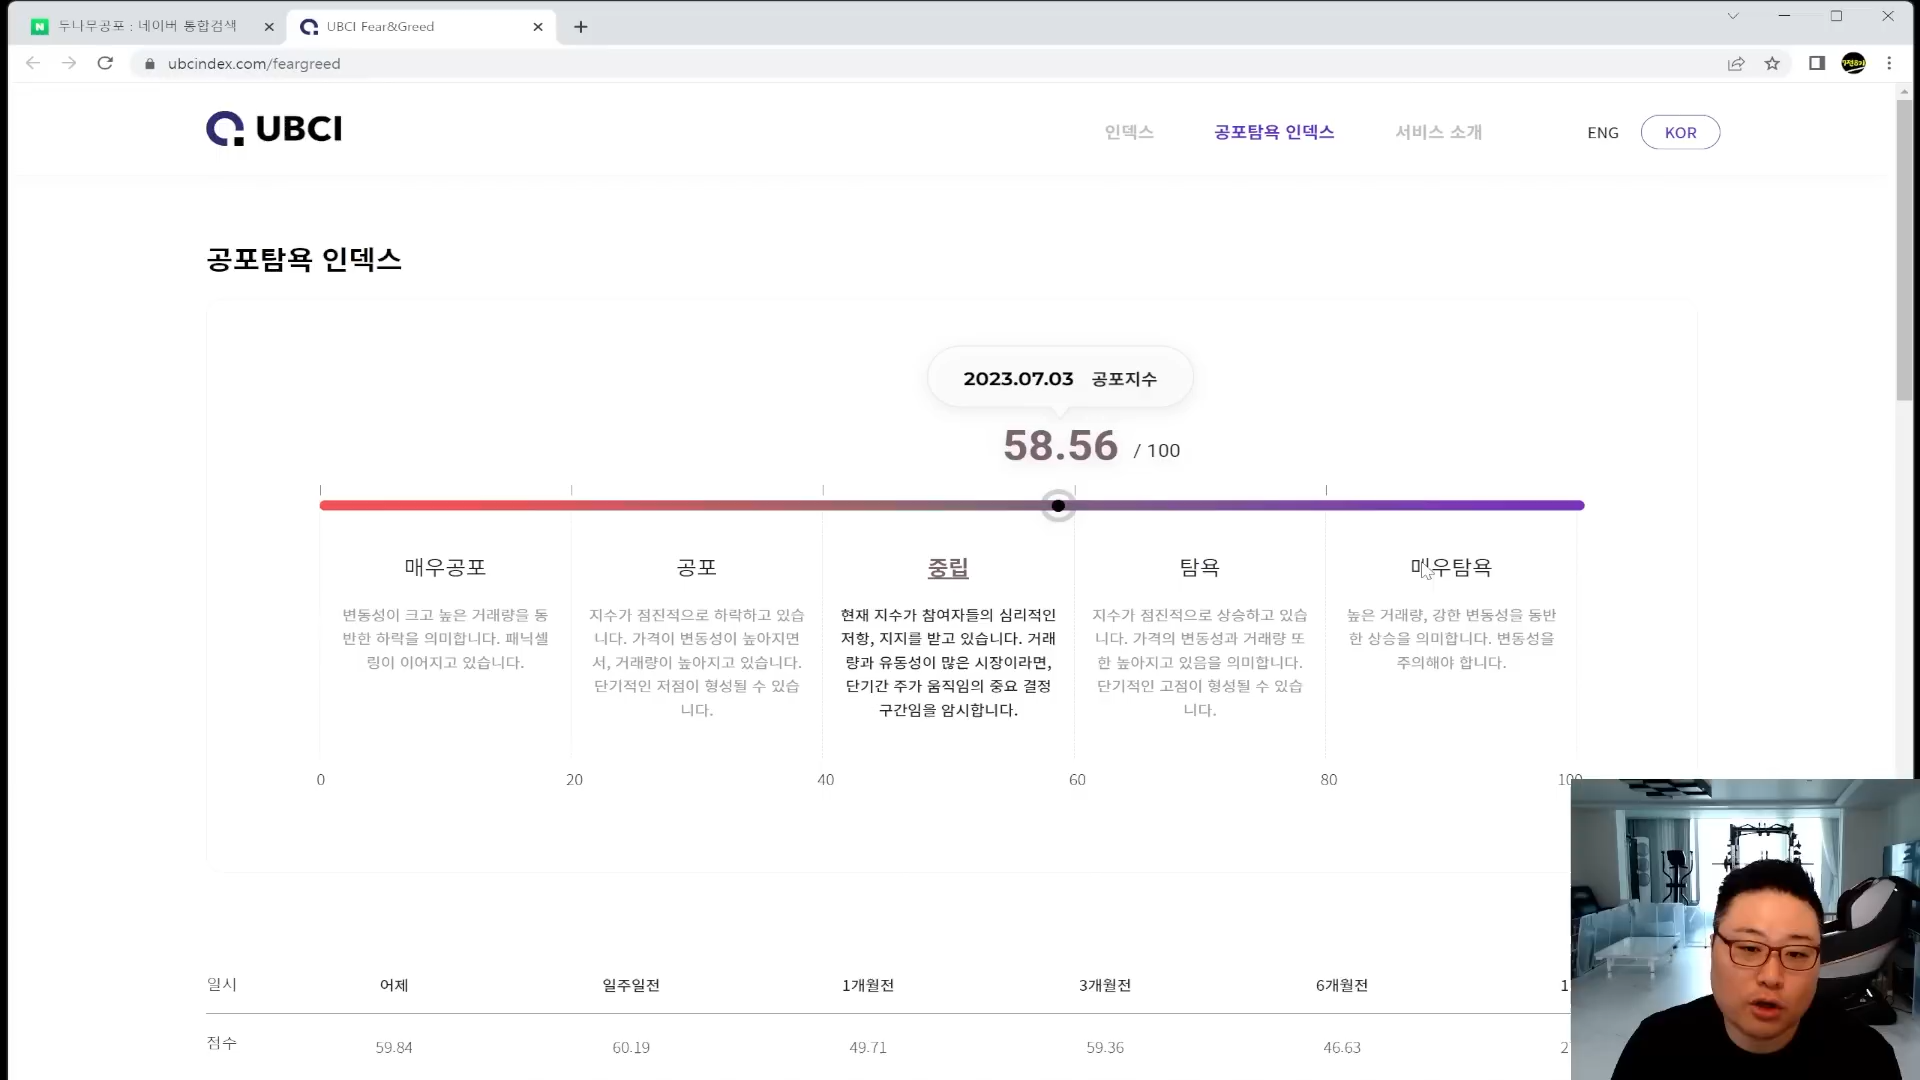 두나무공포 : 네이버 통합검색
UBCI Fear&Greed
ubcindex.com/feargreed
UBCI
인덱스
공포탐욕 인덱스
서비스 소개
ENG
KOR
공포탐욕 인덱스
2023.07.03 공포지수
58.56 / 100
매우공포
변동성이 크고 높은 거래량을 동
반한 하락을 의미합니다. 패닉셀
링이 이어지고 있습니다.
공포
지수가 점진적으로 하락하고 있습
니다. 가격이 변동성이 높아지면
서, 거래량이 높아지고 있습니다.
단기적인 저점이 형성될 수 있습
니다.
중립
현재 지수가 참여자들의 심리적인
저항, 지지를 받고 있습니다. 거래
량과 유동성이 많은 시장이라면,
단기간 주가 움직임의 중요 결정
구간임을 암시합니다.
탐욕
지수가 점진적으로 상승하고 있습
니다. 가격의 변동성과 거래량 또
한 높아지고 있음을 의미합니다.
단기적인 고점이 형성될 수 있습
니다.
매우탐욕
높은 거래량, 강한 변동성을 동반
한 상승을 의미합니다. 변동성을
주의해야 합니다.
0 20 40 60 80 100
일시 어제 일주일전 1개월전 3개월전 6개월전 1
점수 59.84 60.19 49.71 59.36 46.63 2